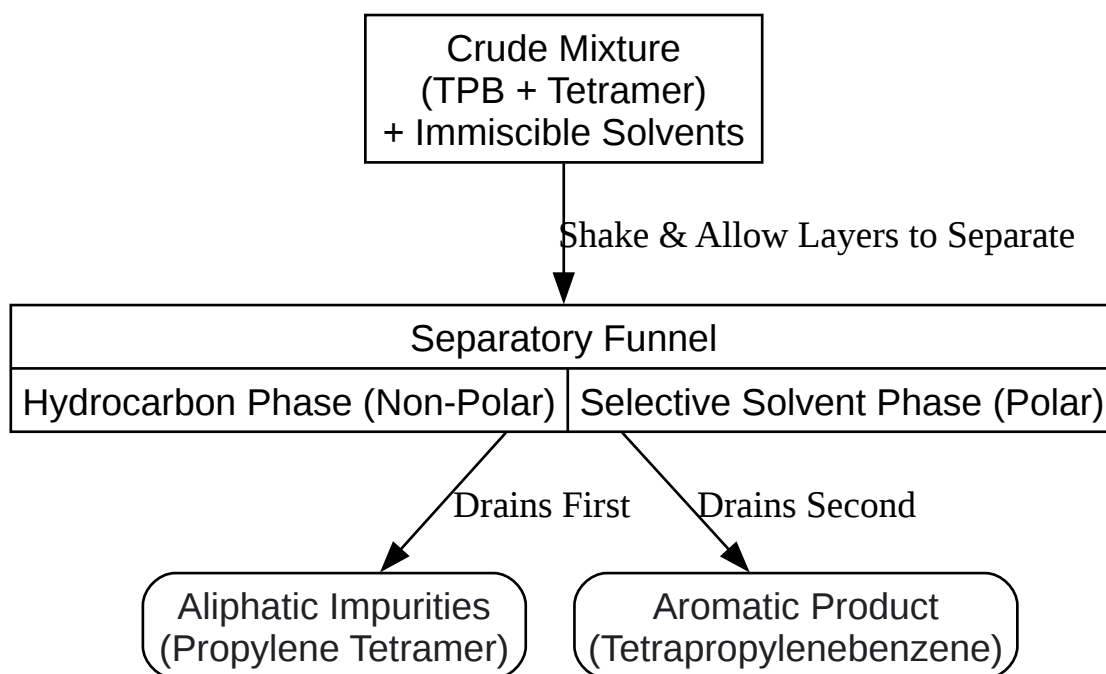 Crude Mixture
(TPB + Tetramer)
+ Immiscible Solvents
Shake & Allow Layers to Separate
Separatory Funnel
Hydrocarbon Phase (Non-Polar)
Selective Solvent Phase (Polar)
Drains First
Drains Second
Aliphatic Impurities
(Propylene Tetramer)
Aromatic Product
(Tetrapropylenebenzene)